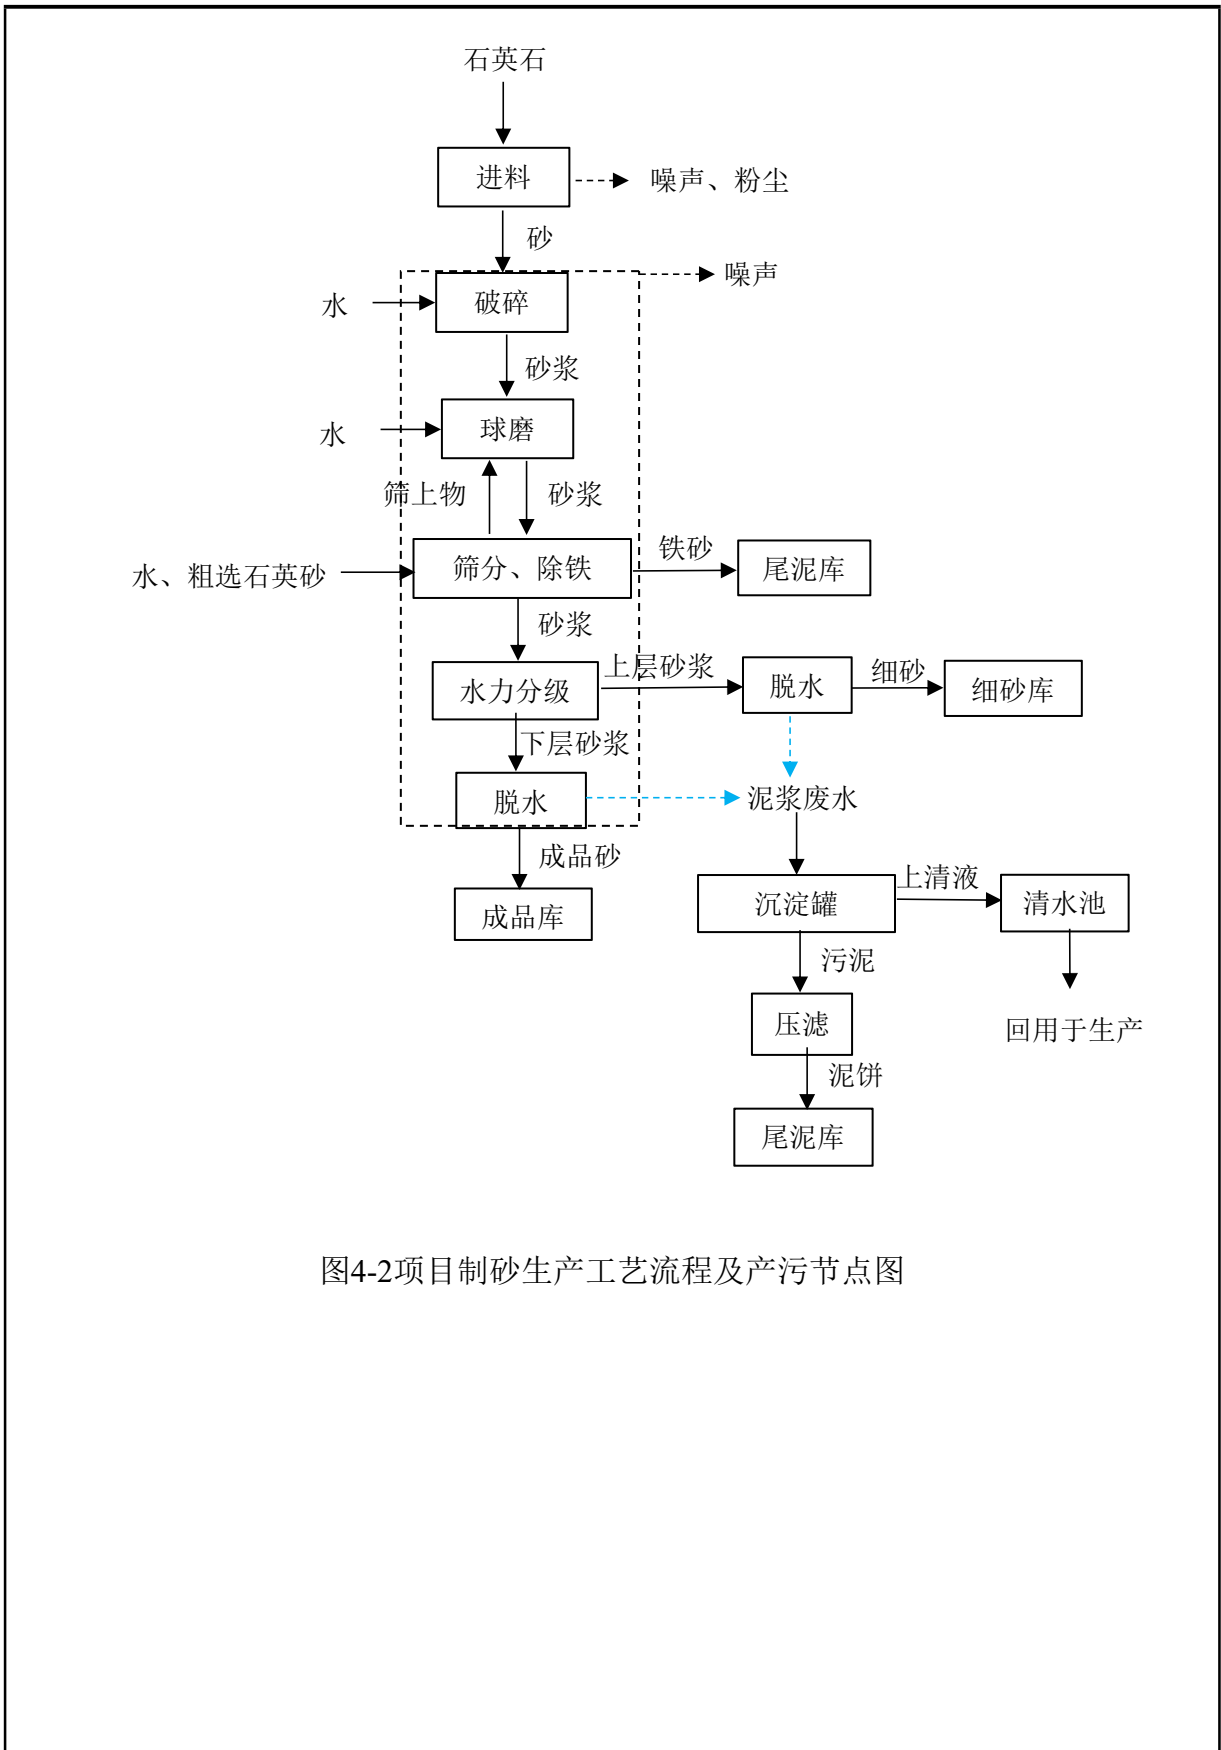 石英石
进料
噪声、粉尘
砂
噪声
水
破碎
砂浆
水
球磨
筛上物
砂浆
铁砂
水、粗选石英砂
筛分、除铁
尾泥库
砂浆
上层砂浆
细砂
水力分级
脱水
细砂库
下层砂浆
脱水
泥浆废水
成品砂
上清液
成品库
沉淀罐
清水池
污泥
压滤
回用于生产
泥饼
尾泥库
图4-2项目制砂生产工艺流程及产污节点图